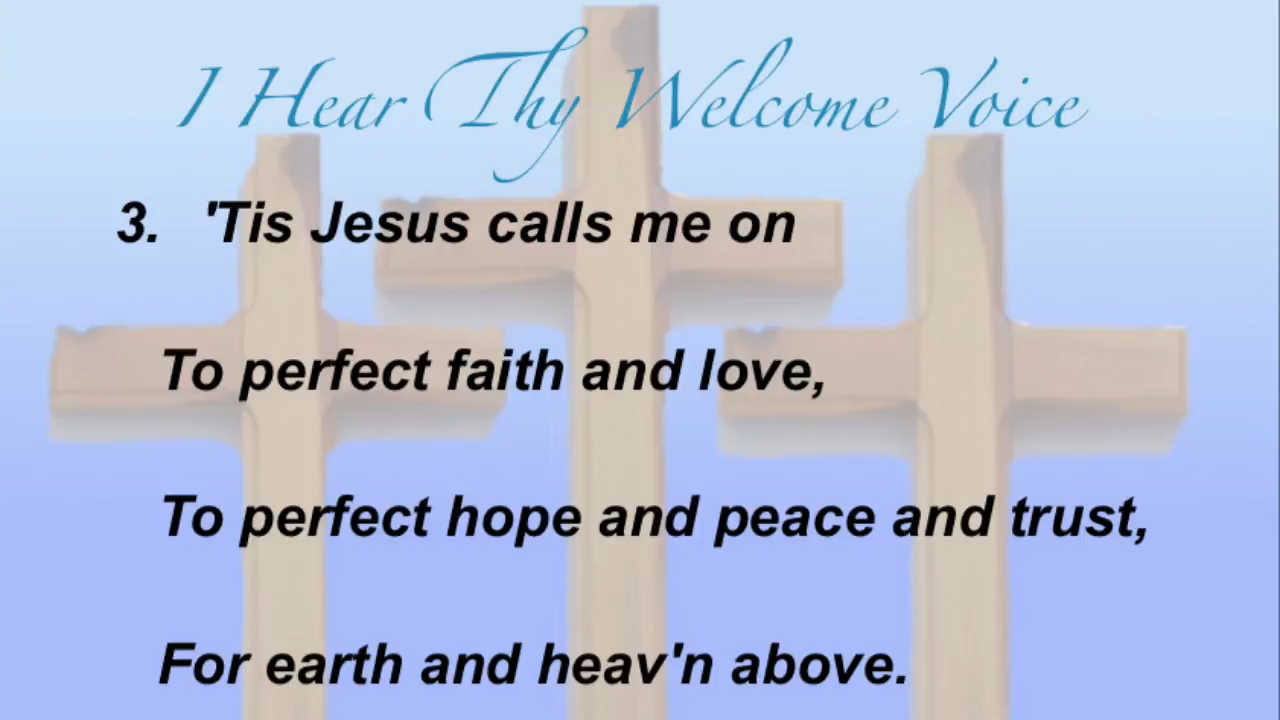 I Hear Thy Welcome Voice
3. 'Tis Jesus calls me on
To perfect faith and love,
To perfect hope and peace and trust,
For earth and heav'n above.